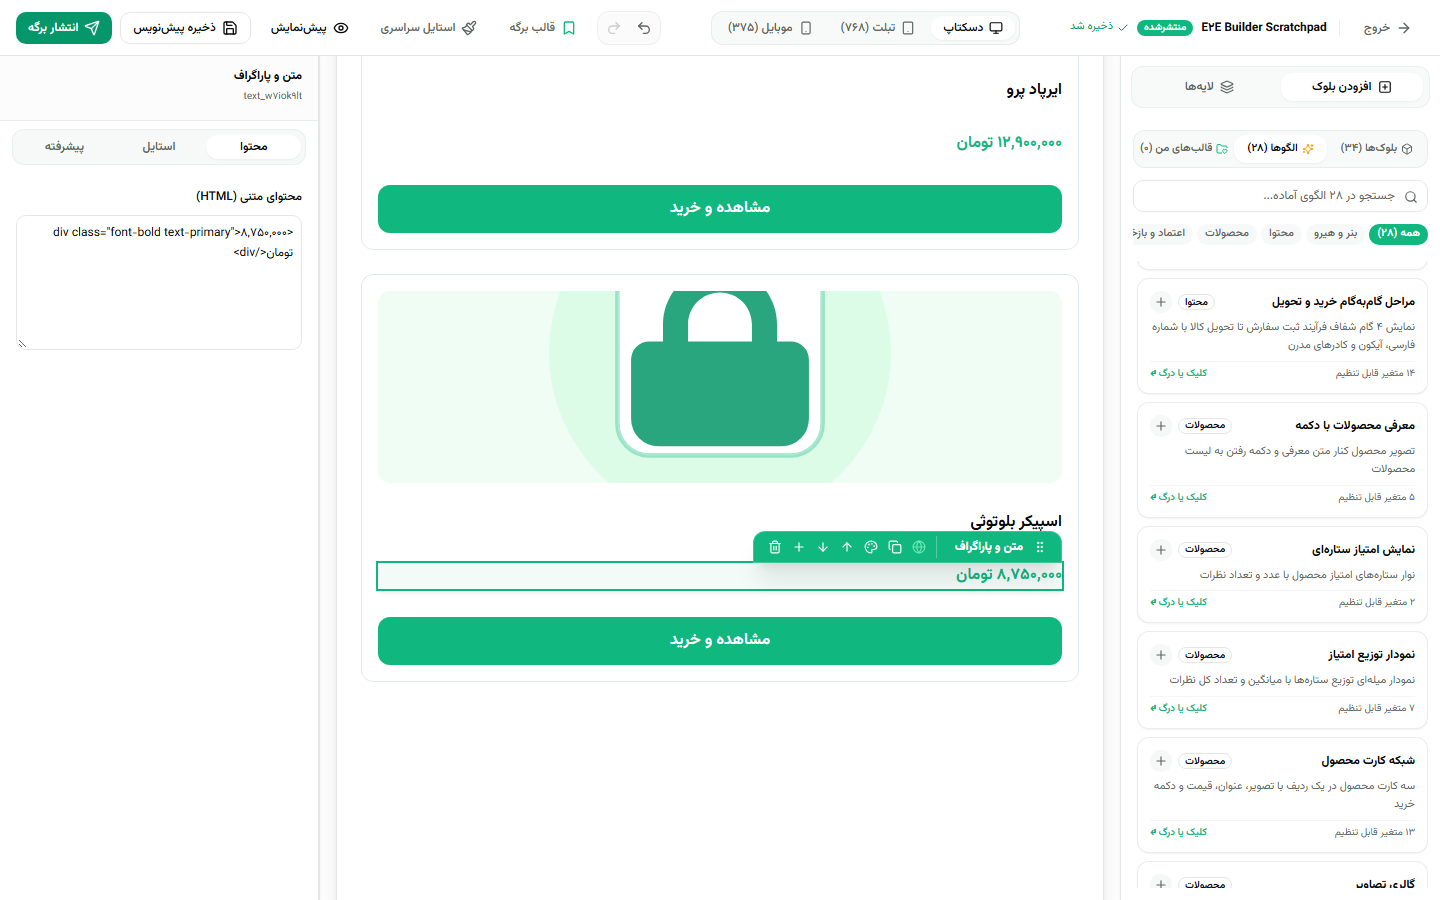 خروج
E2E Builder Scratchpad
منتشرشده
ذخیره شد
دسکتاپ
تبلت (۷۶۸)
موبایل (۳۷۵)
قالب برگه
استایل سراسری
پیش‌نمایش
ذخیره پیش‌نویس
انتشار برگه
افزودن بلوک
لایه‌ها
بلوک‌ها (۳۴)
الگوها (۲۸)
قالب‌های من (۰)
جستجو در ۲۸ الگوی آماده...
همه (۲۸)
بنر و هیرو
محتوا
محصولات
اعتماد و بازخ
مراحل گام‌به‌گام خرید و تحویل
محتوا
نمایش ۴ گام شفاف فرآیند ثبت سفارش تا تحویل کالا با شماره
فارسی، آیکون و کادرهای مدرن
۱۴ متغیر قابل تنظیم
کلیک یا درگ
معرفی محصولات با دکمه
محصولات
تصویر محصول کنار متن معرفی و دکمه رفتن به لیست
محصولات
۵ متغیر قابل تنظیم
کلیک یا درگ
نمایش امتیاز ستاره‌ای
محصولات
نوار ستاره‌های امتیاز محصول با عدد و تعداد نظرات
۲ متغیر قابل تنظیم
کلیک یا درگ
نمودار توزیع امتیاز
محصولات
نمودار میله‌ای توزیع ستاره‌ها با میانگین و تعداد کل نظرات
۷ متغیر قابل تنظیم
کلیک یا درگ
شبکه کارت محصول
محصولات
سه کارت محصول در یک ردیف با تصویر، عنوان، قیمت و دکمه
خرید
۱۳ متغیر قابل تنظیم
کلیک یا درگ
گالری تصاویر
محصولات
ایرپاد پرو
۱۲,۹۰۰,۰۰۰ تومان
مشاهده و خرید
اسپیکر بلوتوثی
متن و پاراگراف
۸,۷۵۰,۰۰۰ تومان
مشاهده و خرید
متن و پاراگراف
text_w۷iok۹lt
محتوا
استایل
پیشرفته
محتوای متنی (HTML)
<div class="font-bold text-primary">۸,۷۵۰,۰۰۰
تومان</div>